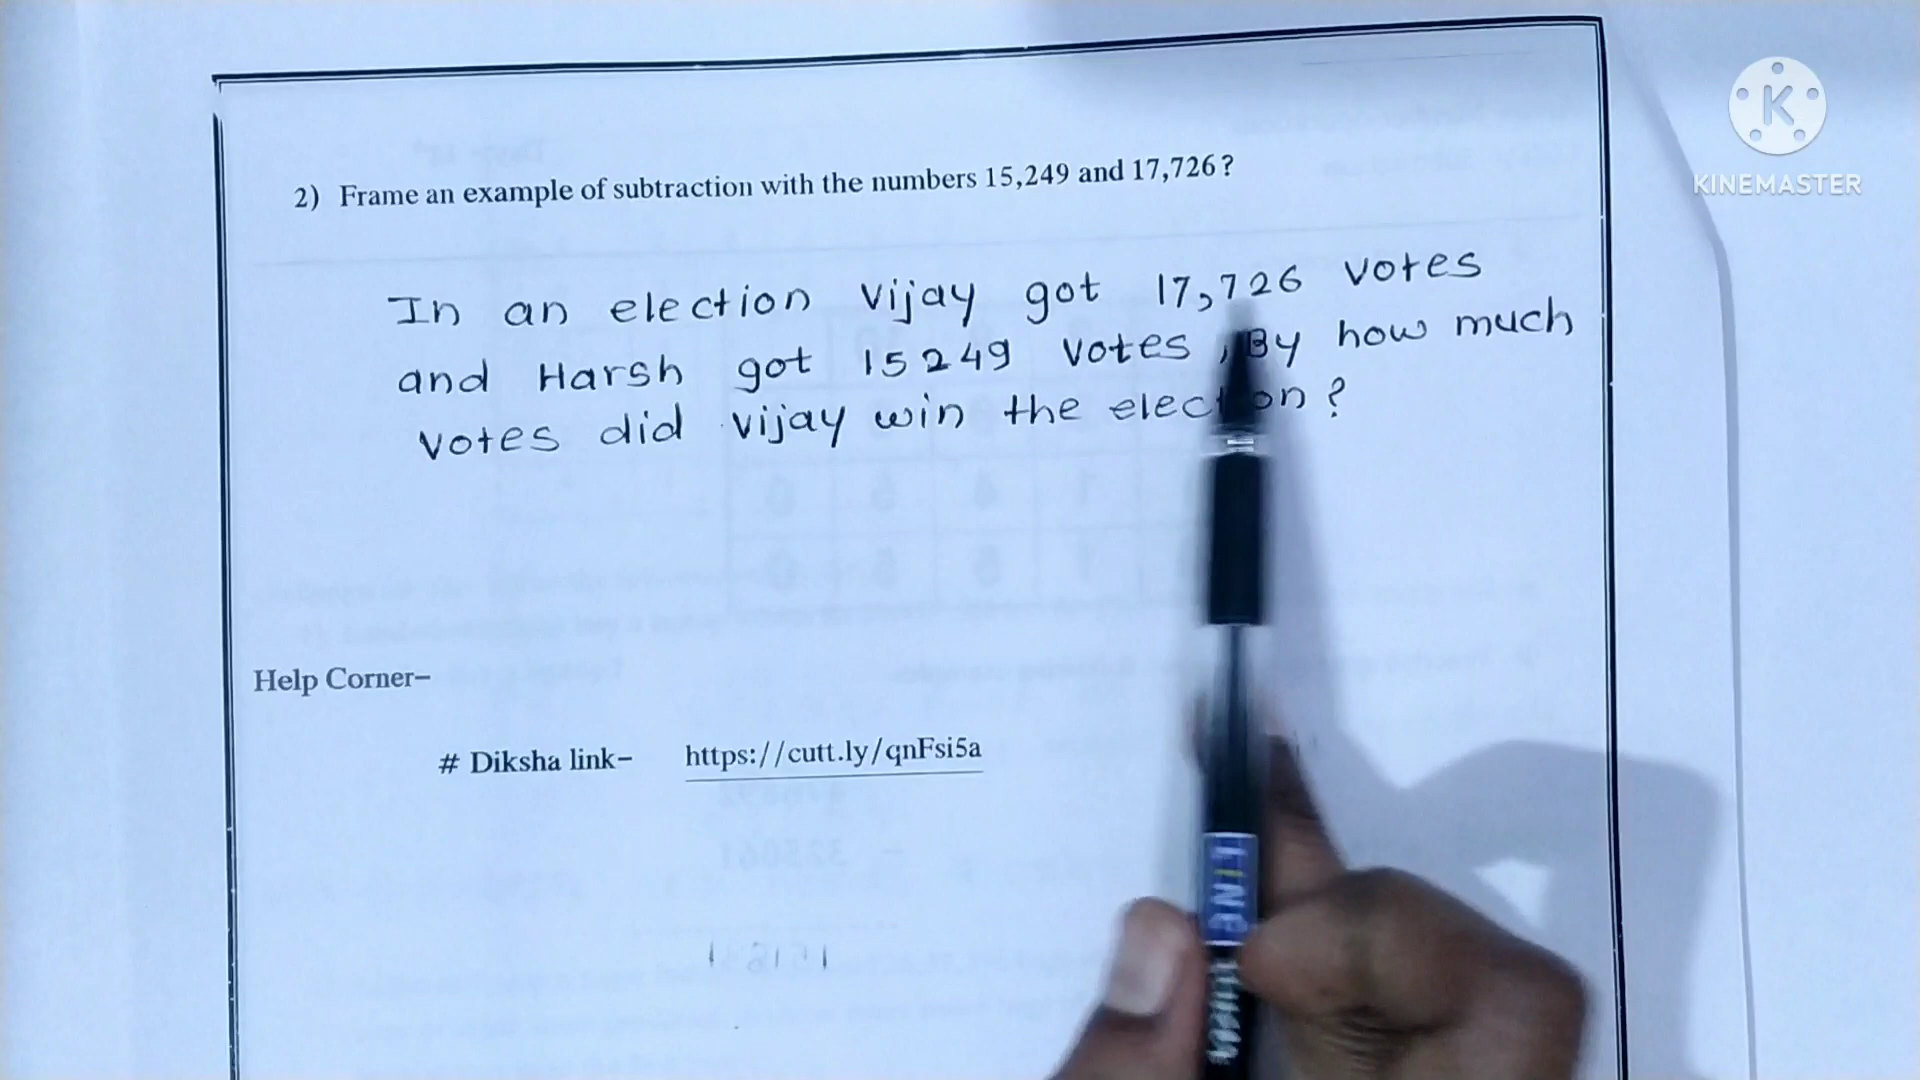 2) Frame an example of subtraction with the numbers 15,249 and 17,726?
In an election Vijay got 17,726 votes
and Harsh got 15249 votes, By how much
votes did Vijay win the election?
Help Corner–
# Diksha link– https://cutt.ly/qnFsi5a
K
KINEMASTER